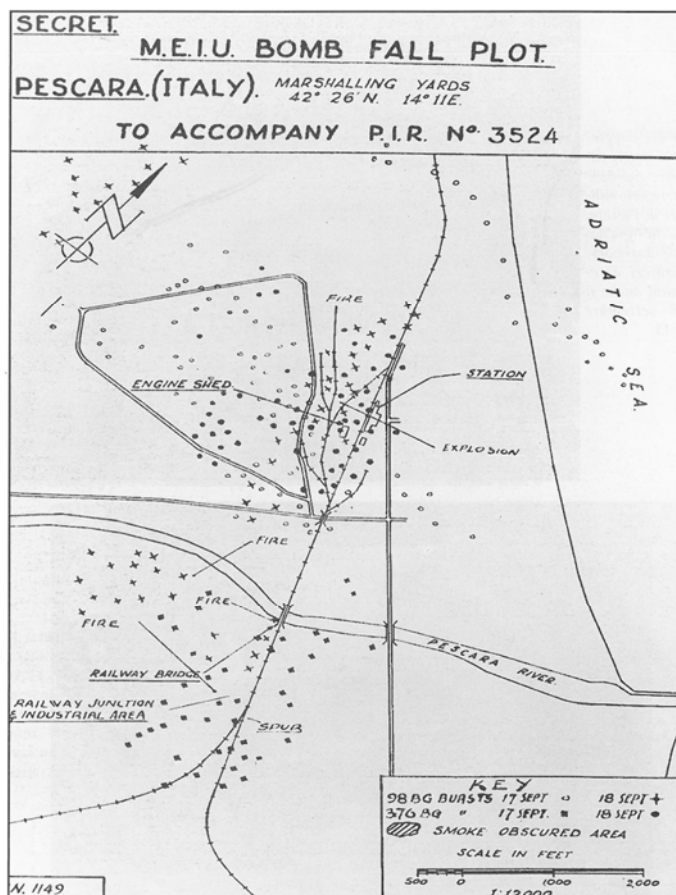 SECRET.
M.E.I.U. BOMB FALL PLOT.
PESCARA.(ITALY). MARSHALLING YARDS
42° 26' N. 14° 11E.
TO ACCOMPANY P.I.R. No. 3524
N
ADRIATIC SEA.
FIRE
ENGINE SHED
STATION
EXPLOSION
FIRE
FIRE
FIRE
PESCARA RIVER.
RAILWAY BRIDGE
RAILWAY JUNCTION
& INDUSTRIAL AREA
SPUR
KEY
98 BG BURSTS 17 SEPT 18 SEPT
376 BG " 17 SEPT. 18 SEPT
SMOKE OBSCURED AREA
SCALE IN FEET
500 0 1000 2,000
1:12,000
N. 1149